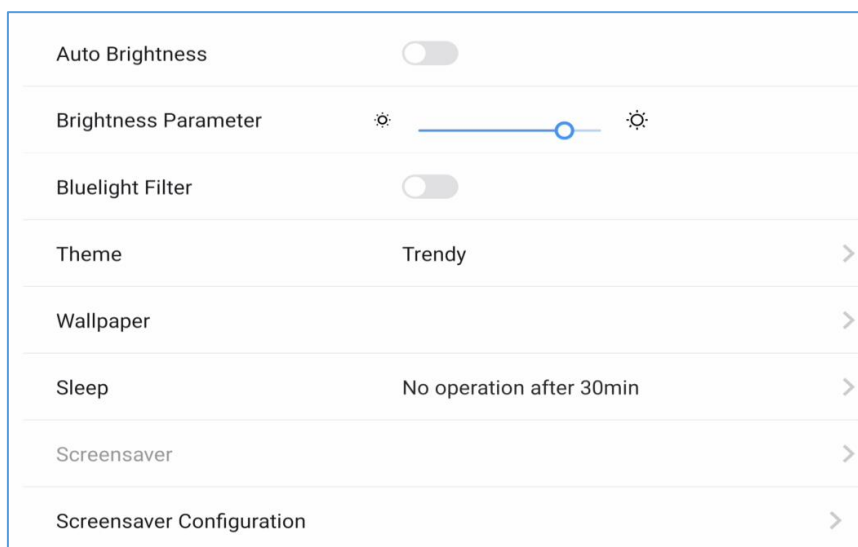 Auto Brightness
Brightness Parameter
Bluelight Filter
Theme Trendy
Wallpaper
Sleep No operation after 30min
Screensaver
Screensaver Configuration